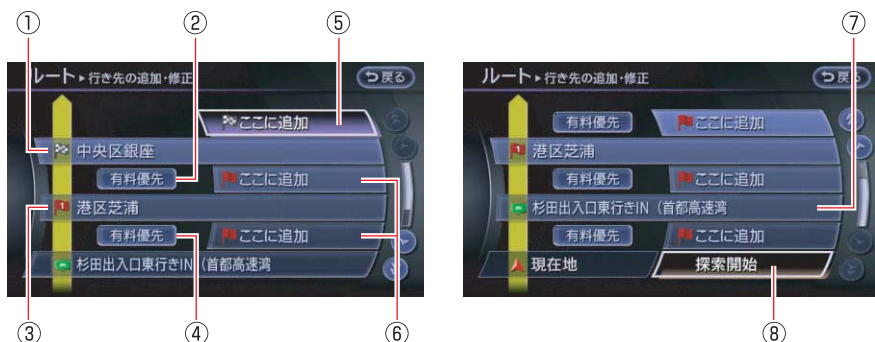 ① ② ⑤ ⑦
ルート ▸ 行き先の追加・修正 戻る
ここに追加
中央区銀座
有料優先 ここに追加
1 港区芝浦
有料優先 ここに追加
杉田出入口東行きIN（首都高速湾
③ ④ ⑥
ルート ▸ 行き先の追加・修正 戻る
有料優先 ここに追加
1 港区芝浦
有料優先 ここに追加
杉田出入口東行きIN（首都高速湾
有料優先 ここに追加
現在地 探索開始
⑧